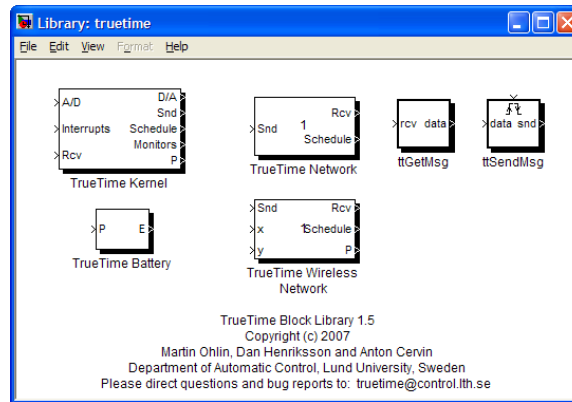 Library: truetime
File Edit View Format Help
A/D
Interrupts
Rcv
D/A
Snd
Schedule
Monitors
P
TrueTime Kernel
Snd
1
Rcv
Schedule
TrueTime Network
rcv data
ttGetMsg
data snd
ttSendMsg
P E
TrueTime Battery
Snd
x
y
1
Rcv
Schedule
P
TrueTime Wireless
Network
TrueTime Block Library 1.5
Copyright (c) 2007
Martin Ohlin, Dan Henriksson and Anton Cervin
Department of Automatic Control, Lund University, Sweden
Please direct questions and bug reports to: truetime@control.lth.se